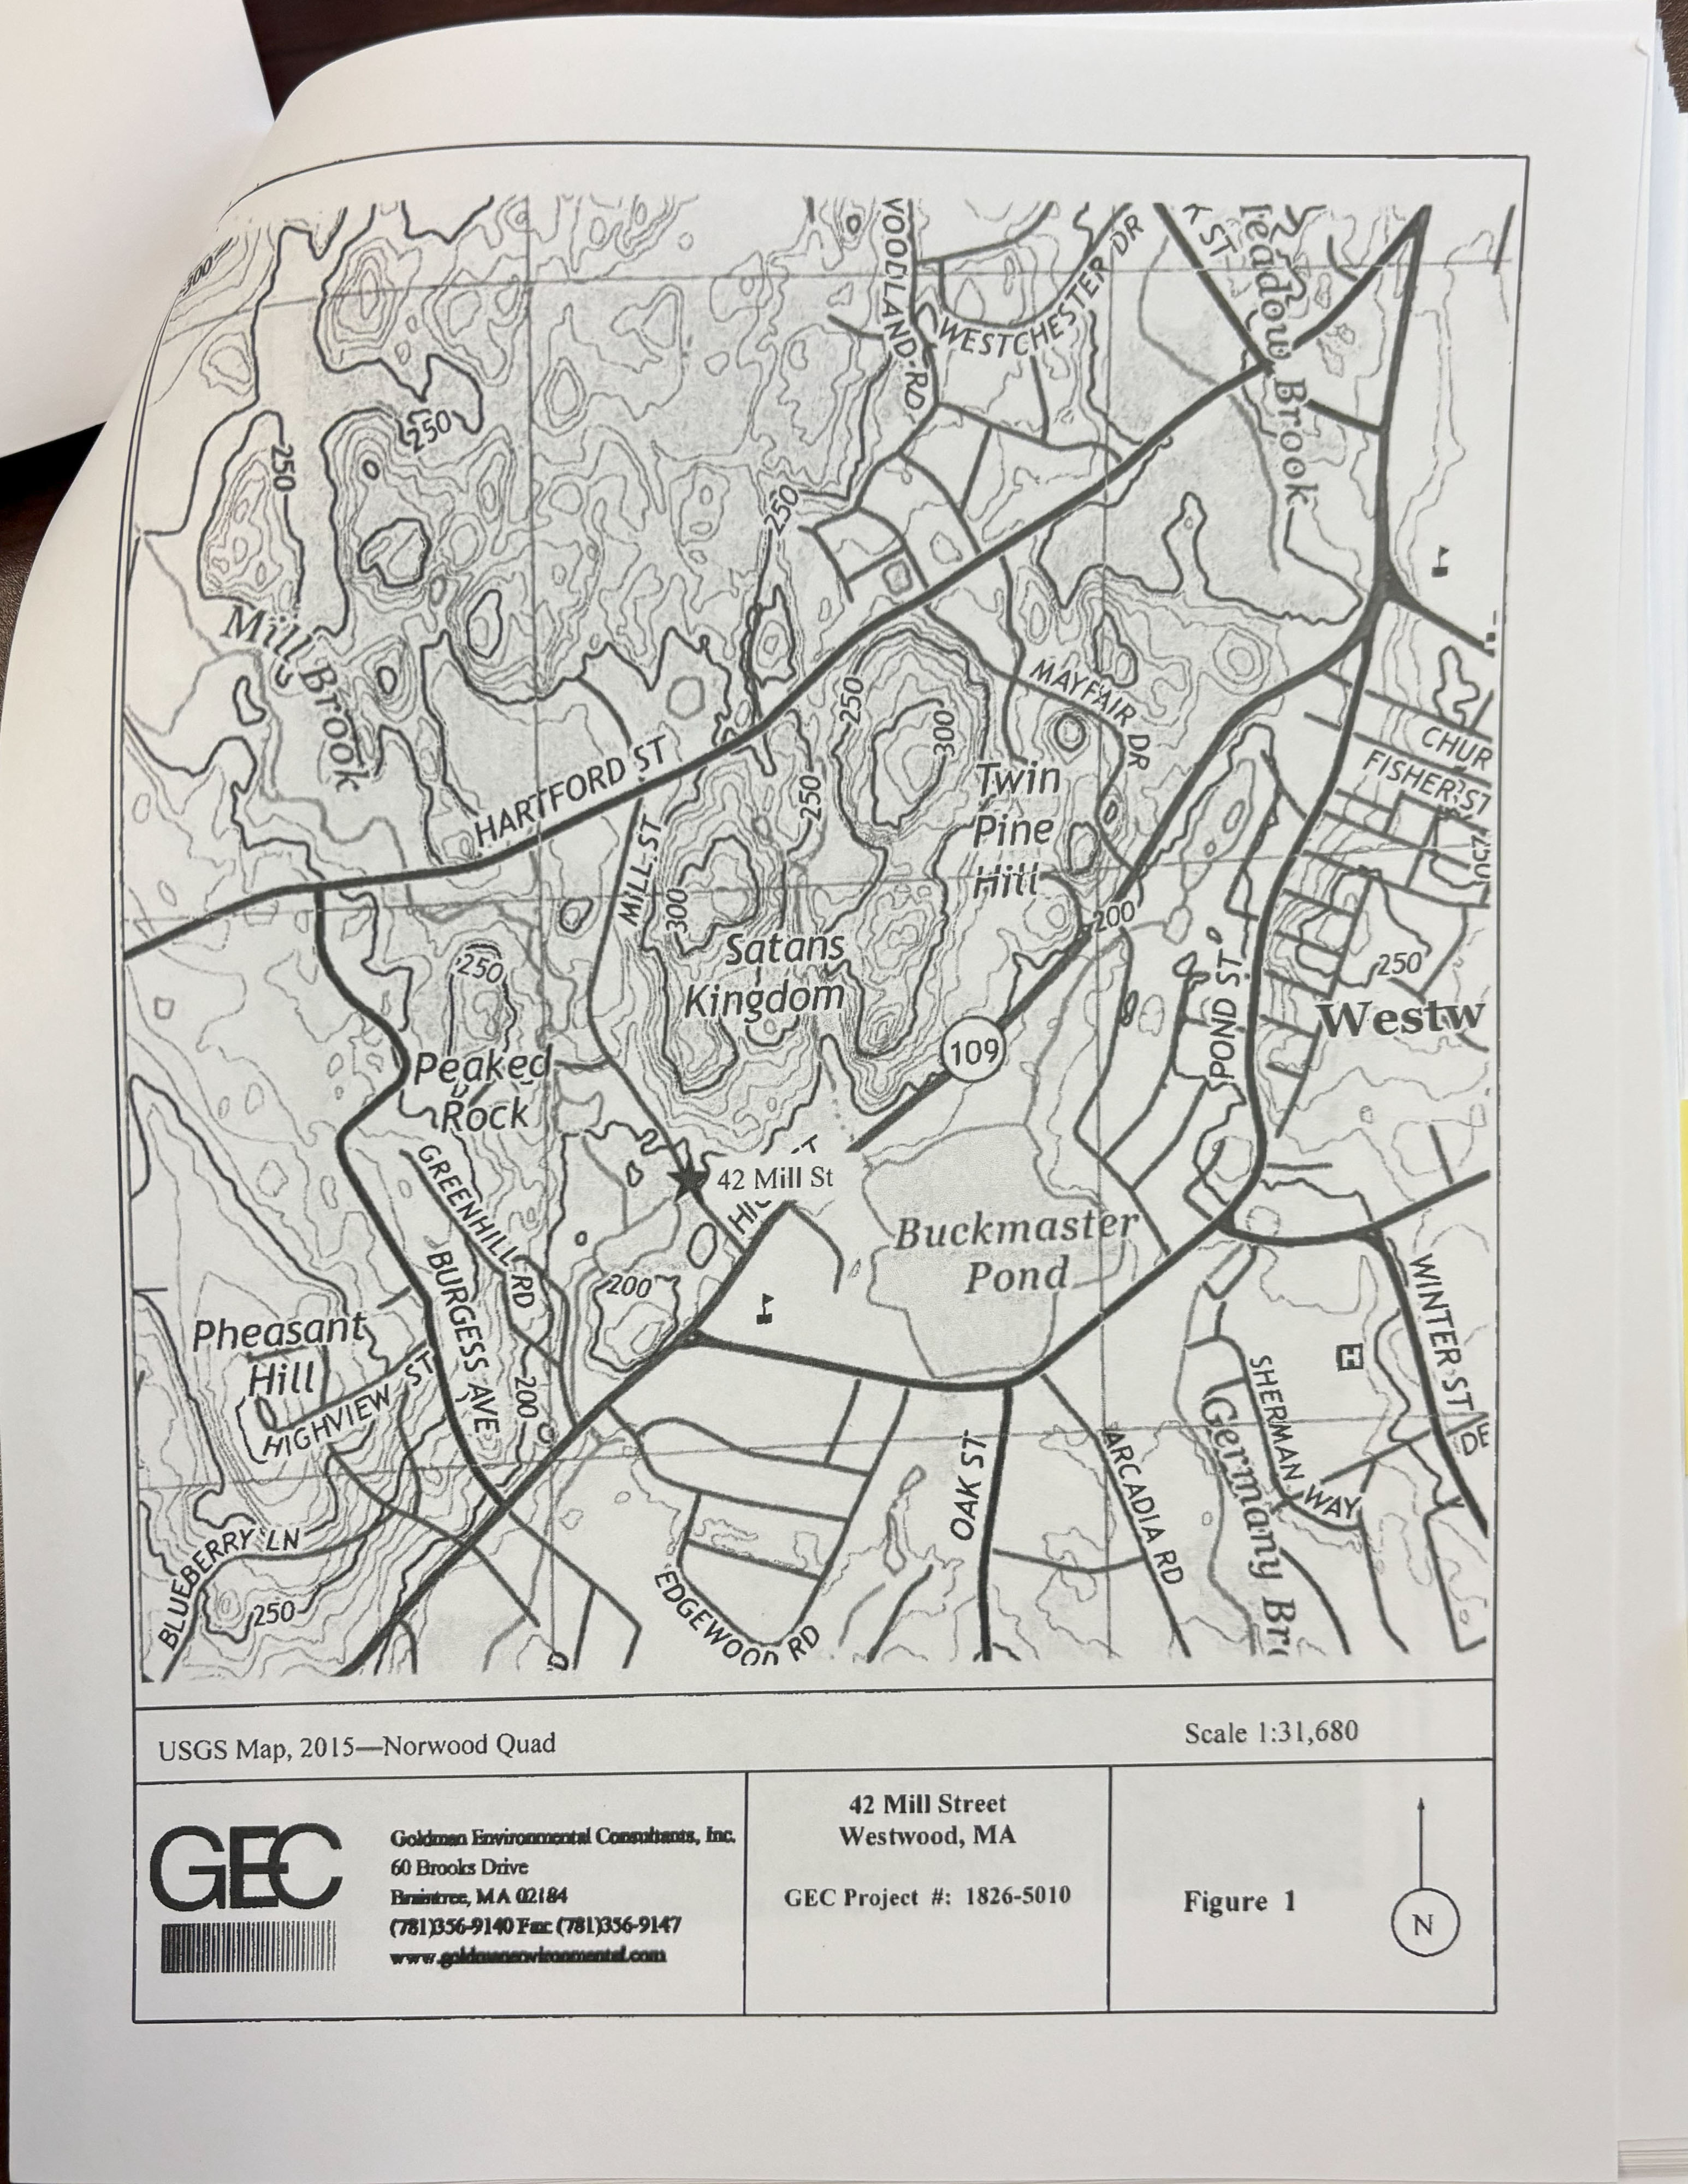 300
WOODLAND RD
WESTCHESTER DR
K ST
Brook
250
250
250
Mill Brook
MAYFAIR DR
250
300
250
HARTFORD ST
MILL ST
Twin
Pine
Hill
CHUR
FISHER ST
300
200
Satans
Kingdom
250
POND ST
250
Westw
109
Peaked
Rock
GREENHILL RD
42 Mill St
Buckmaster
Pond
200
BURGESS AVE
Pheasant
Hill
HIGHVIEW ST
200
WINTER ST
H
SHERMAN WAY
DE
Germany Br
OAK ST
ARCADIA RD
BLUEBERRY LN
250
EDGEWOOD RD
USGS Map, 2015—Norwood Quad
Scale 1:31,680
GEC
Goldman Environmental Consultants, Inc.
60 Brooks Drive
Braintree, MA 02184
(781)356-9140 Fax: (781)356-9147
www.goldmanenvironmental.com
42 Mill Street
Westwood, MA
GEC Project #: 1826-5010
Figure 1
N